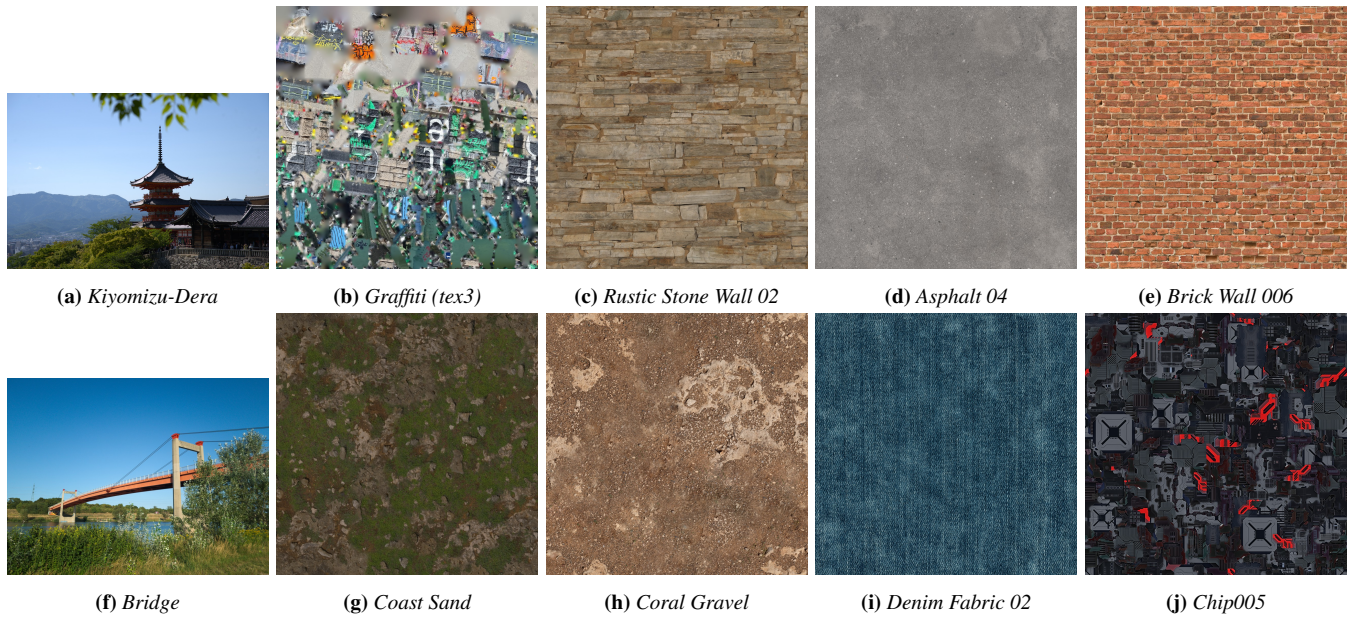 (a) Kiyomizu-Dera
(b) Graffiti (tex3)
(c) Rustic Stone Wall 02
(d) Asphalt 04
(e) Brick Wall 006
(f) Bridge
(g) Coast Sand
(h) Coral Gravel
(i) Denim Fabric 02
(j) Chip005